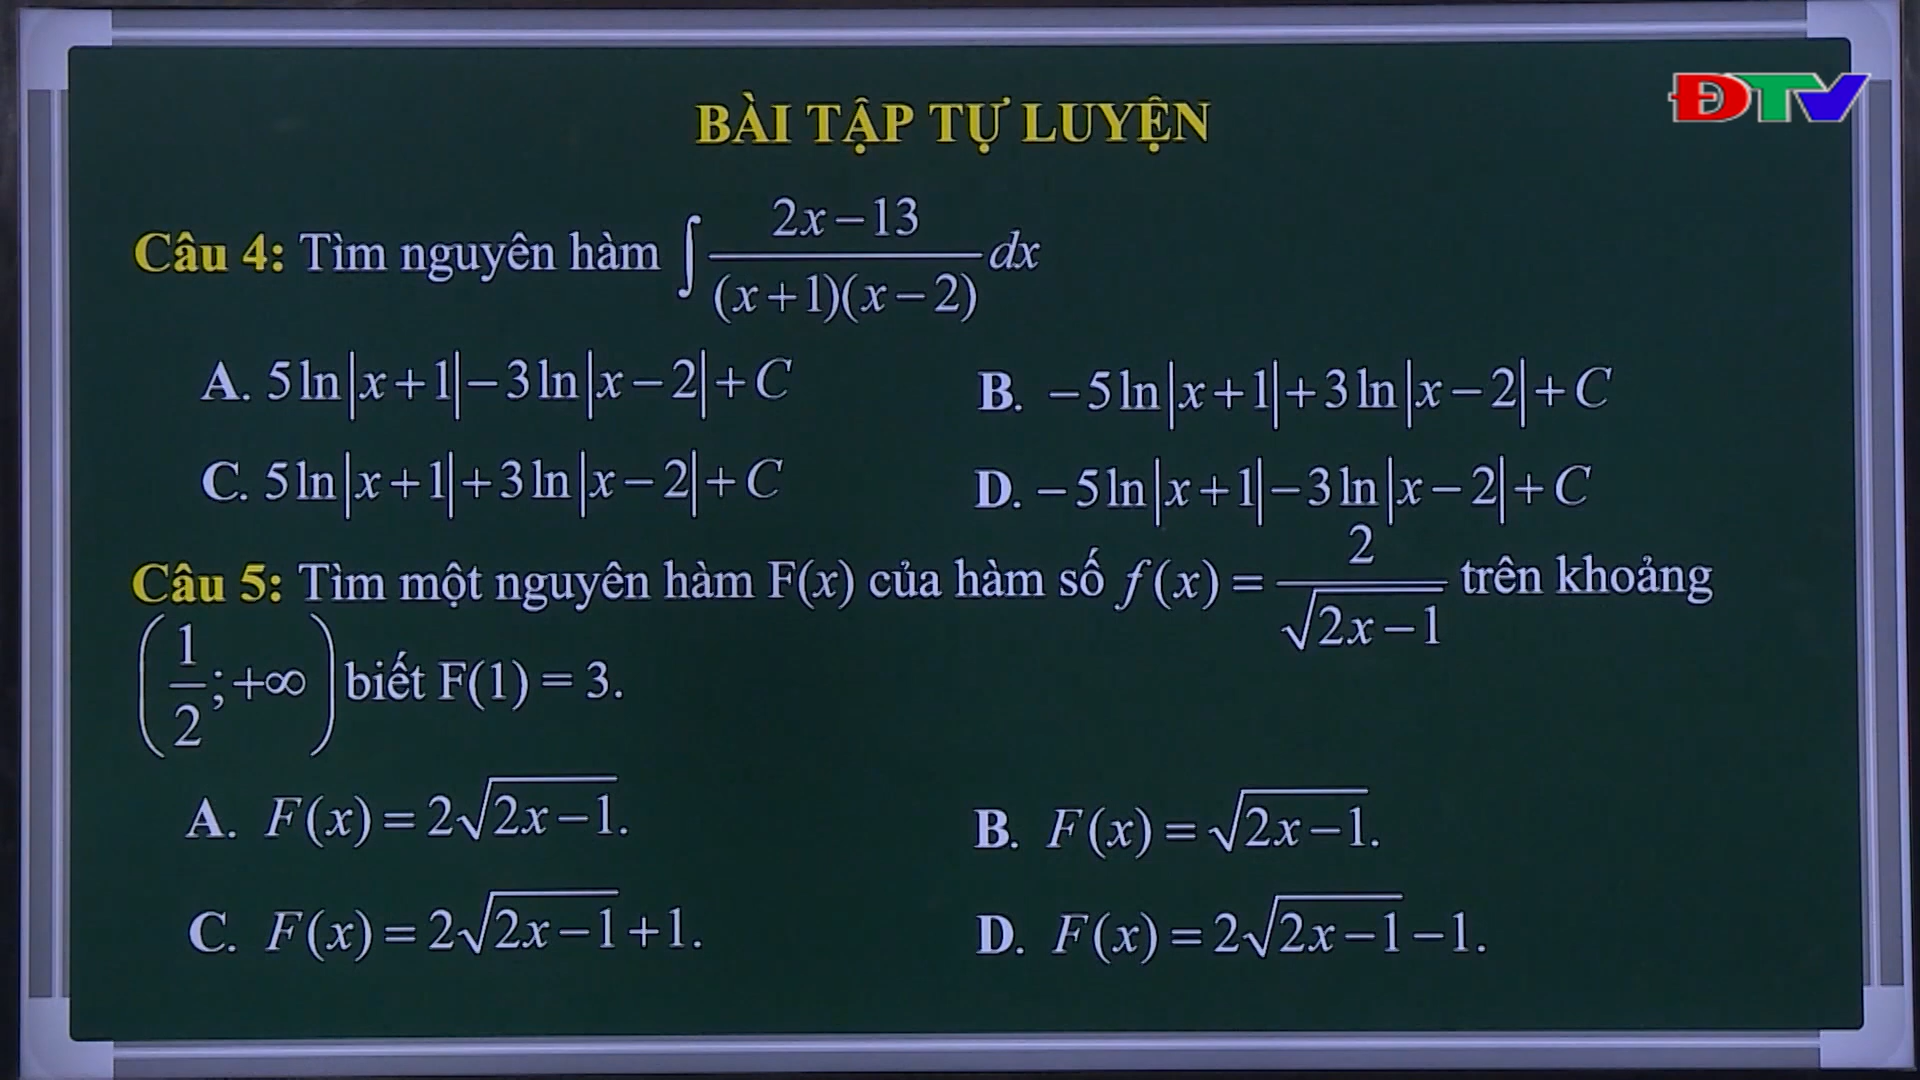 ĐTV
BÀI TẬP TỰ LUYỆN
Câu 4: Tìm nguyên hàm ∫ (2x−13)/((x+1)(x−2)) dx
A. 5ln|x+1|−3ln|x−2|+C
B. −5ln|x+1|+3ln|x−2|+C
C. 5ln|x+1|+3ln|x−2|+C
D. −5ln|x+1|−3ln|x−2|+C
Câu 5: Tìm một nguyên hàm F(x) của hàm số f(x) = 2/√(2x−1) trên khoảng
(1/2;+∞) biết F(1) = 3.
A. F(x) = 2√(2x−1).
B. F(x) = √(2x−1).
C. F(x) = 2√(2x−1)+1.
D. F(x) = 2√(2x−1)−1.